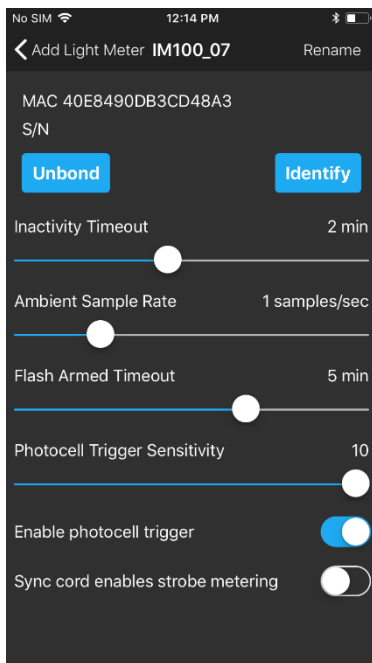 No SIM 12:14 PM
Add Light Meter IM100_07 Rename
MAC 40E8490DB3CD48A3
S/N
Unbond Identify
Inactivity Timeout 2 min
Ambient Sample Rate 1 samples/sec
Flash Armed Timeout 5 min
Photocell Trigger Sensitivity 10
Enable photocell trigger
Sync cord enables strobe metering